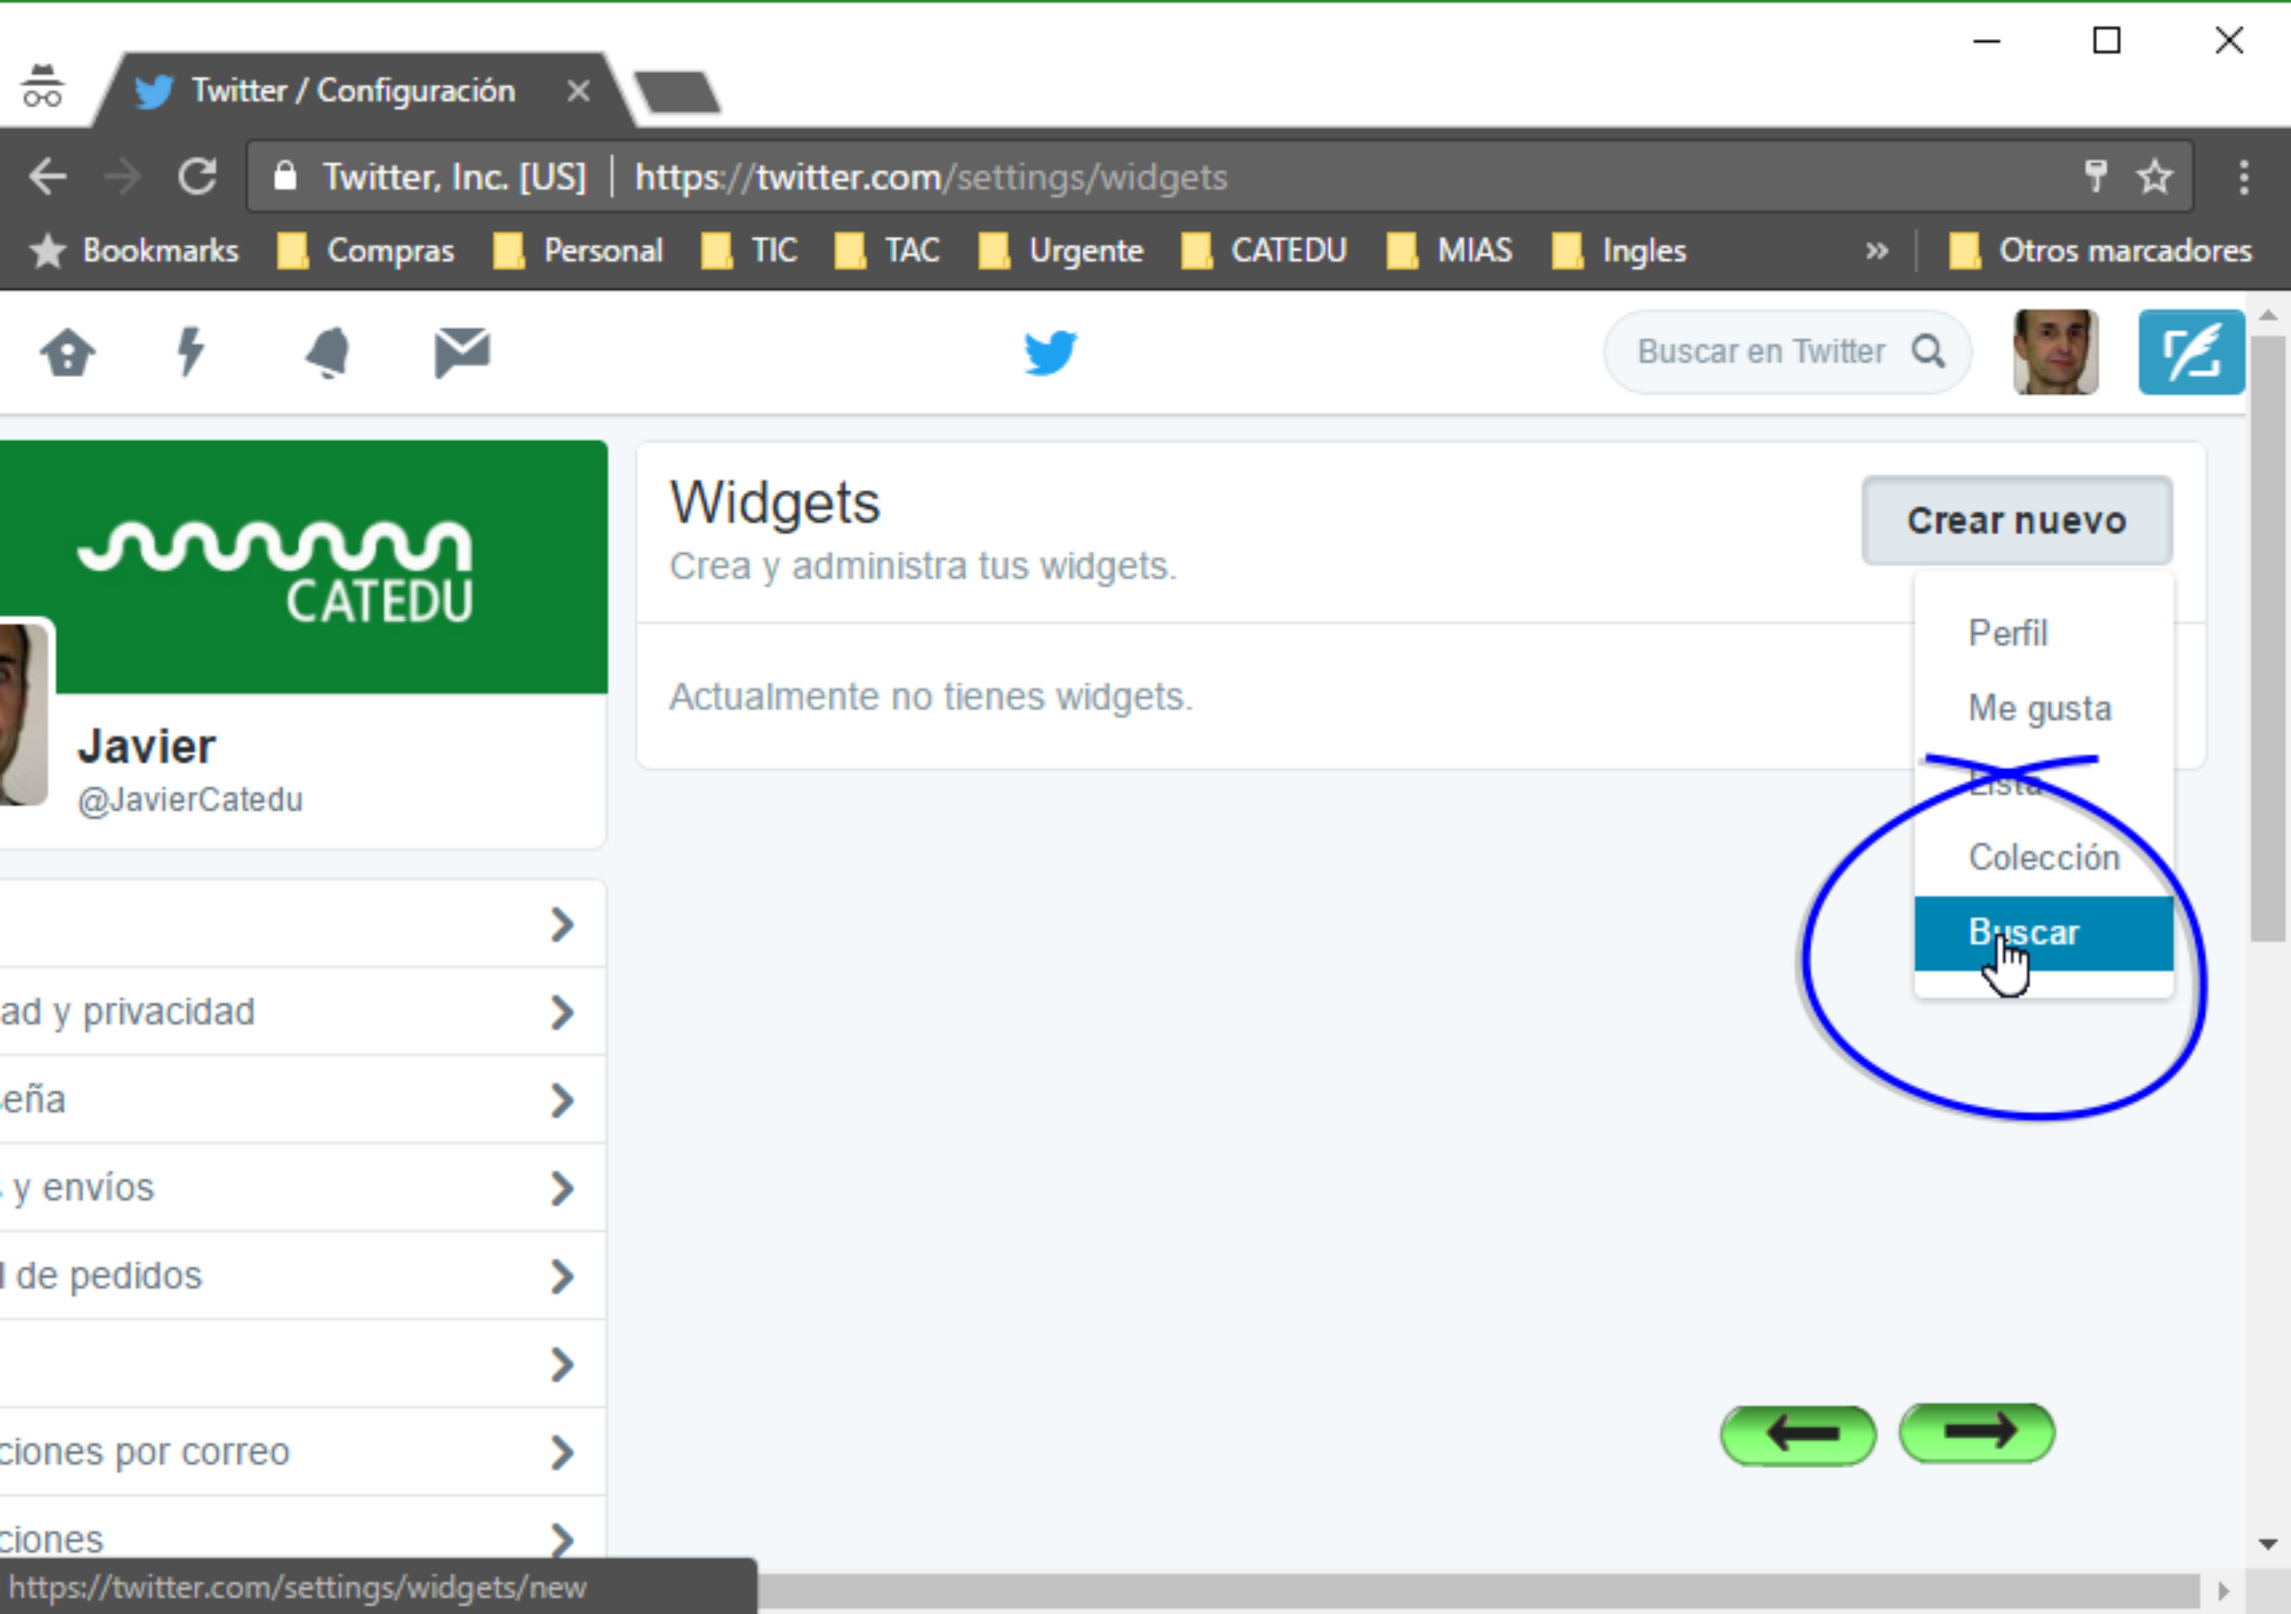 Twitter / Configuración
Twitter, Inc. [US] | https://twitter.com/settings/widgets
Bookmarks Compras Personal TIC TAC Urgente CATEDU MIAS Ingles » Otros marcadores
Buscar en Twitter
CATEDU
Javier
@JavierCatedu
Widgets
Crea y administra tus widgets.
Actualmente no tienes widgets.
Crear nuevo
Perfil
Me gusta
Lista
Colección
Buscar
ad y privacidad
eña
y envíos
l de pedidos
ciones por correo
ciones
https://twitter.com/settings/widgets/new